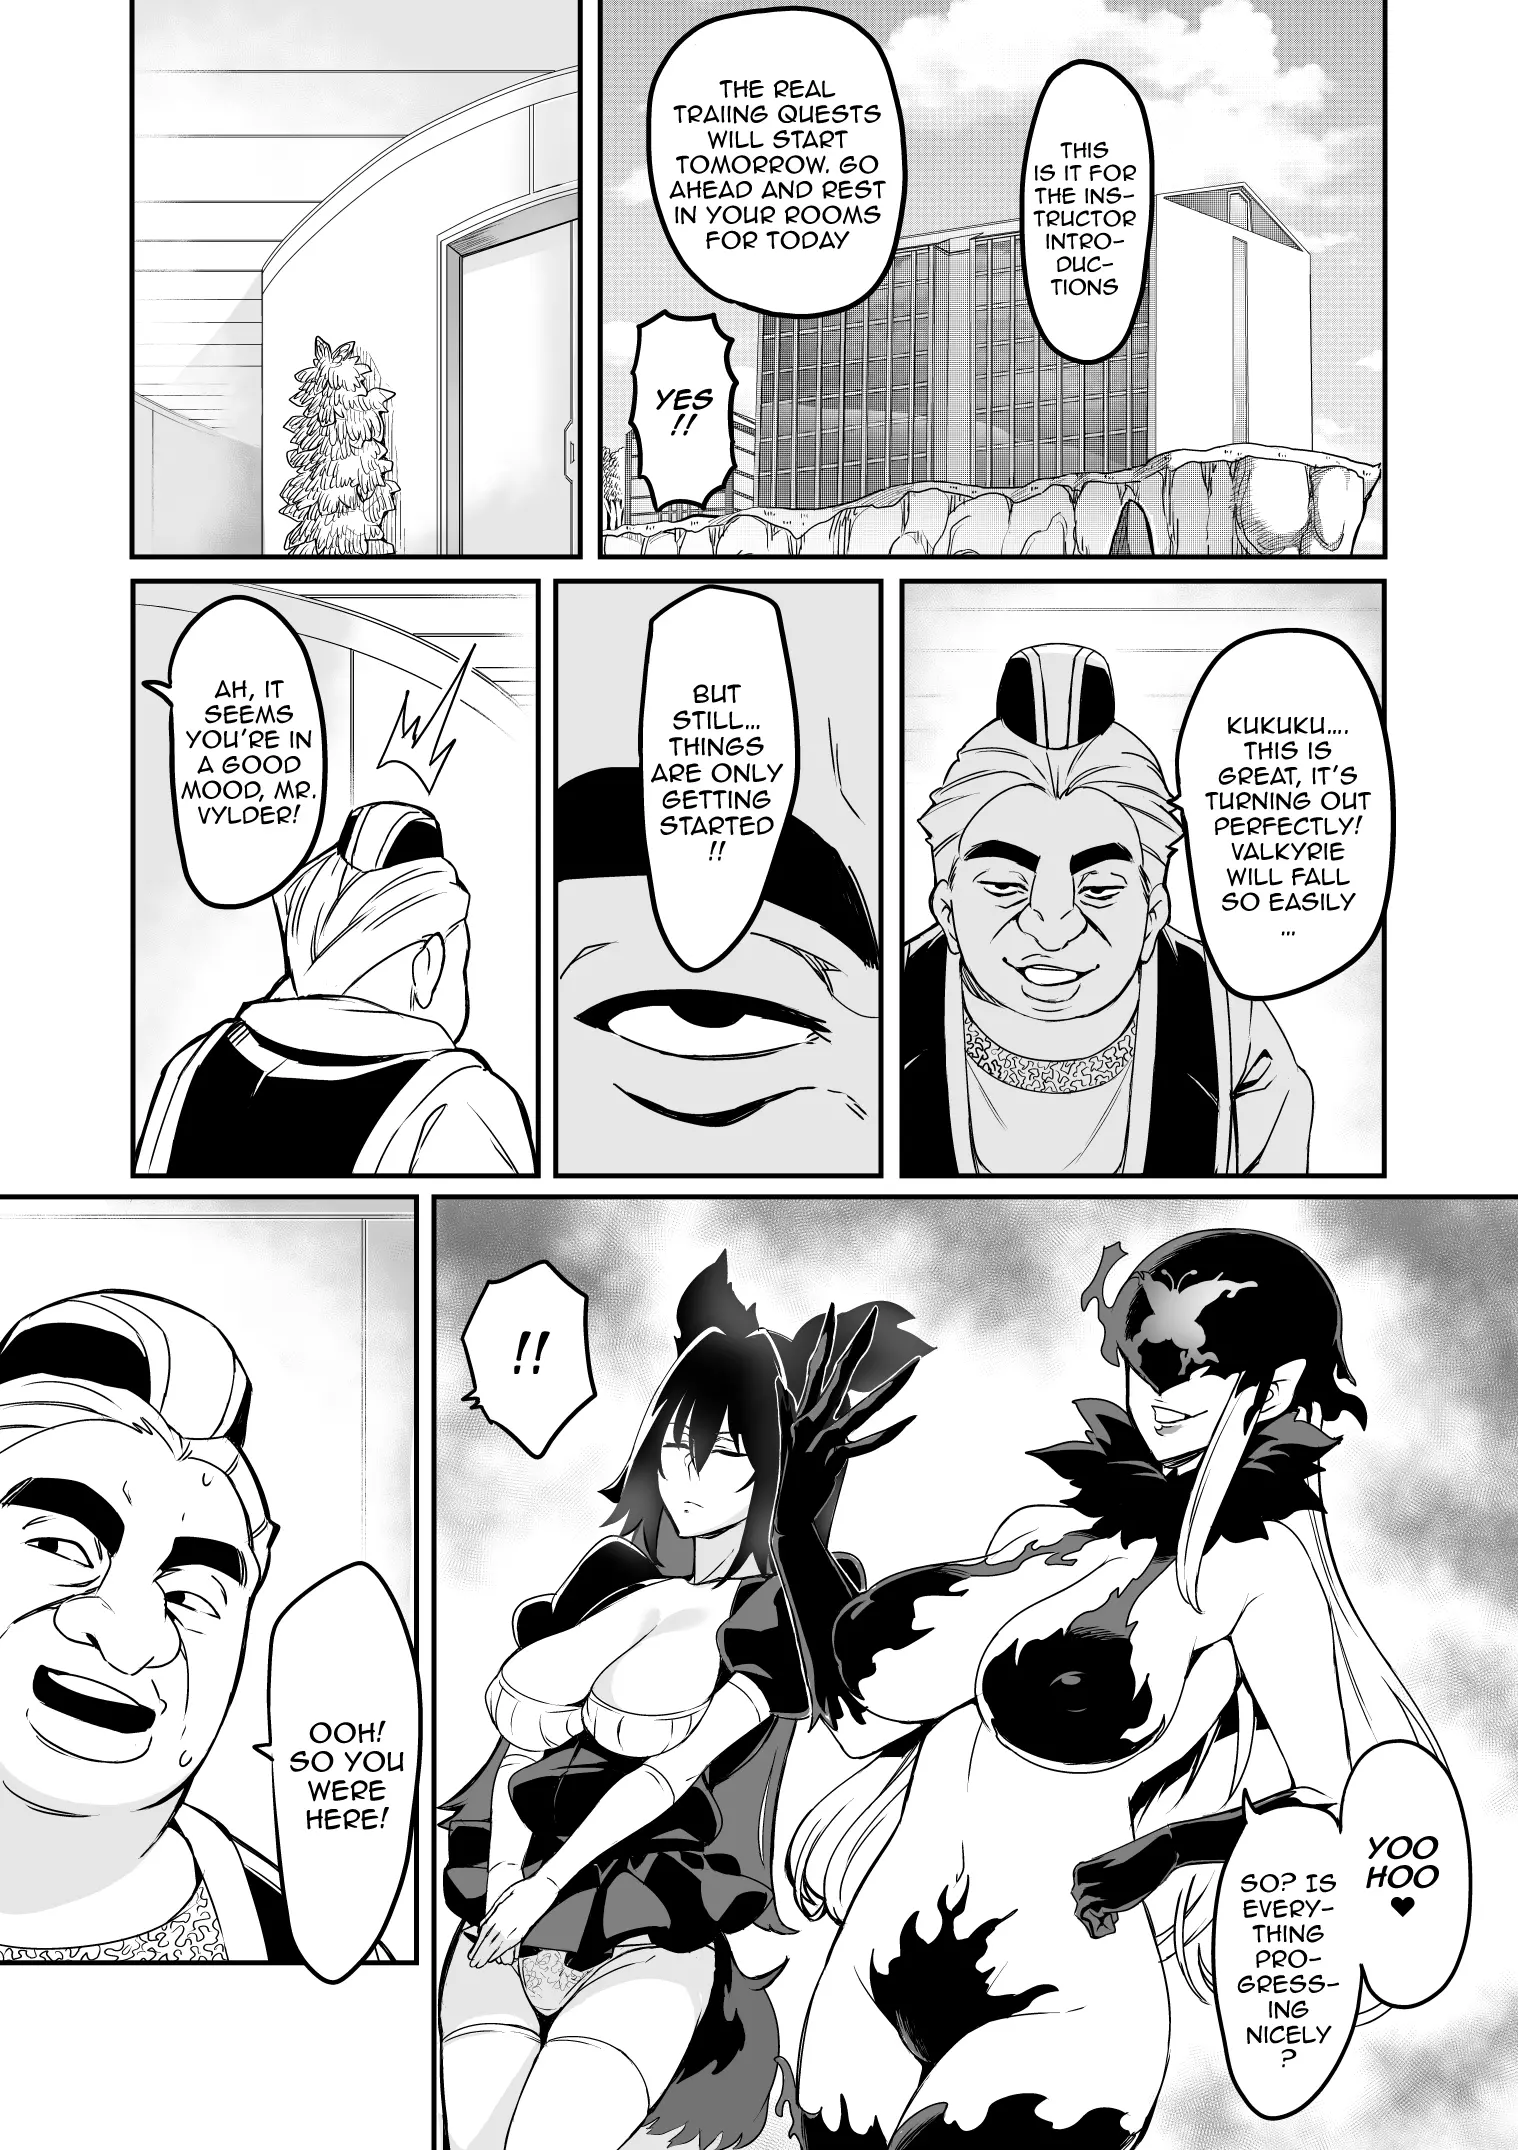 THIS
IS IT FOR
THE INS-
TRUCTOR
INTRO-
DUC-
TIONS
THE REAL
TRAIING QUESTS
WILL START
TOMORROW. GO
AHEAD AND REST
IN YOUR ROOMS
FOR TODAY
YES
!!
KUKUKU....
THIS IS
GREAT, IT'S
TURNING OUT
PERFECTLY!
VALKYRIE
WILL FALL
SO EASILY
...
BUT
STILL...
THINGS
ARE ONLY
GETTING
STARTED
!!
AH, IT
SEEMS
YOU'RE IN
A GOOD
MOOD, MR.
VYLDER!
YOO
HOO
♥
SO? IS
EVERY-
THING
PRO-
GRESS-
ING
NICELY
?
!!
OOH!
SO YOU
WERE
HERE!